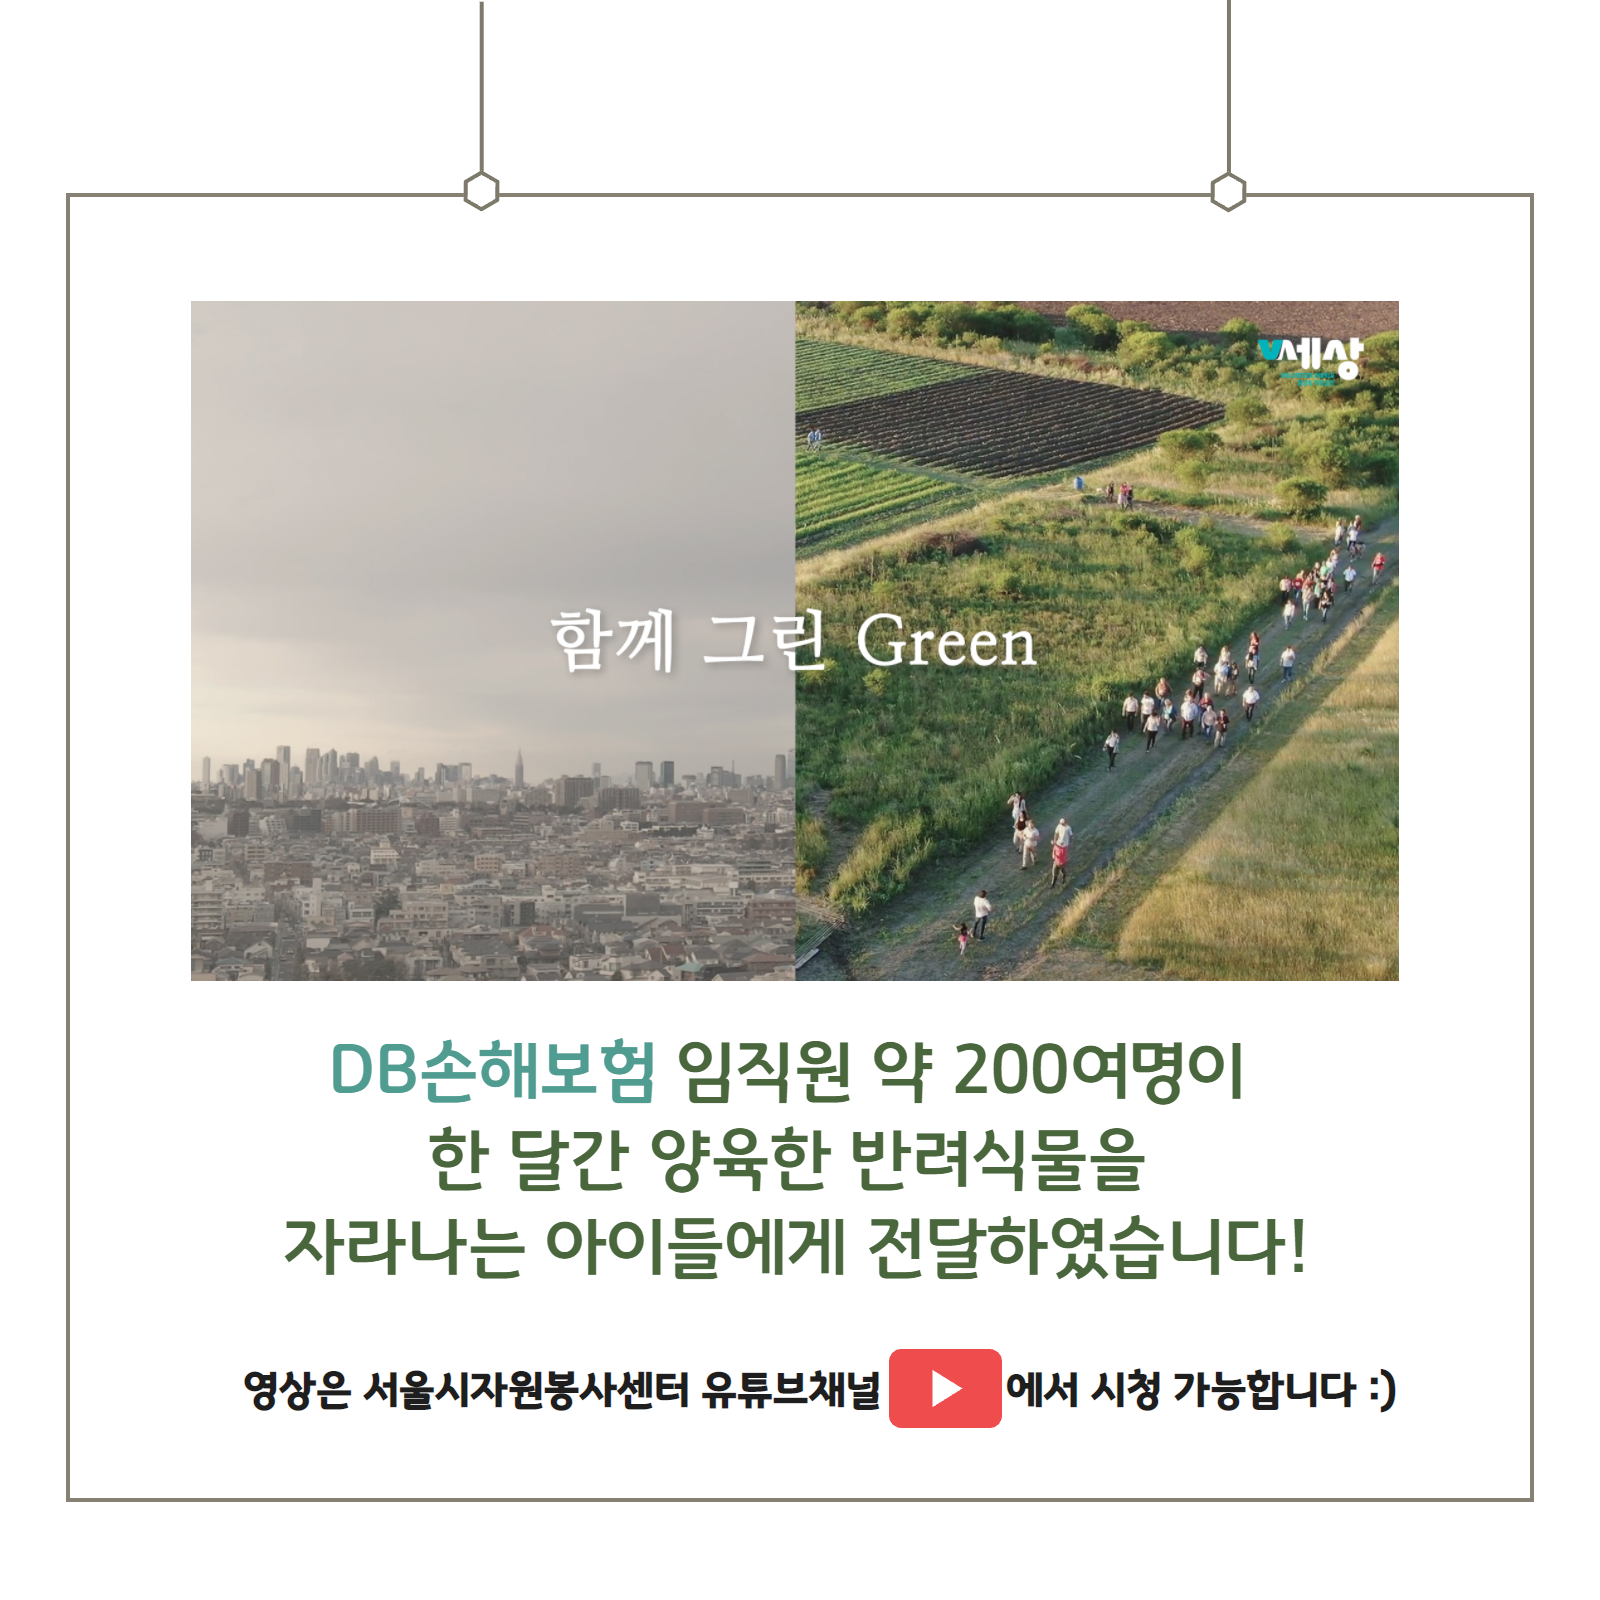 V세상
함께 그린 Green
DB손해보험 임직원 약 200여명이
한 달간 양육한 반려식물을
자라나는 아이들에게 전달하였습니다!
영상은 서울시자원봉사센터 유튜브채널 에서 시청 가능합니다 :)